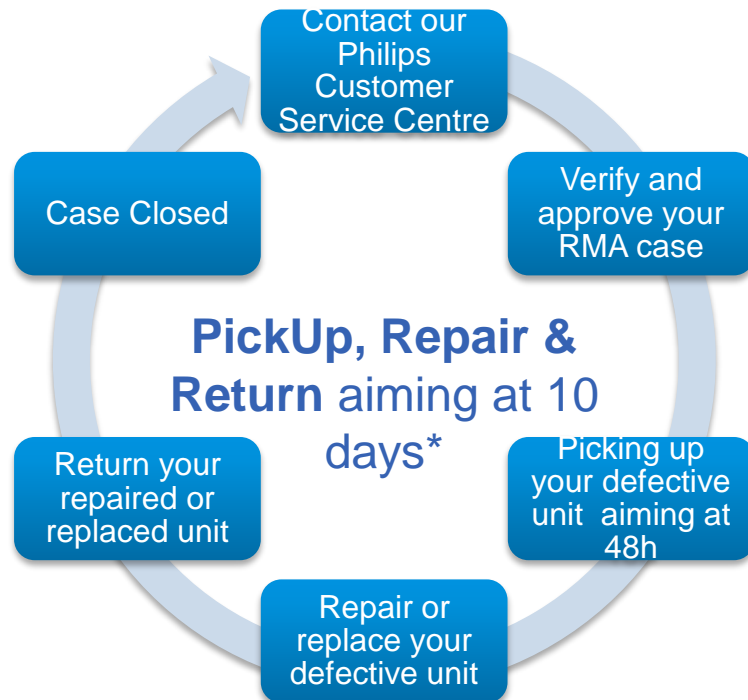 Contact our
Philips
Customer
Service Centre
Verify and
approve your
RMA case
Picking up
your defective
unit aiming at
48h
Repair or
replace your
defective unit
Return your
repaired or
replaced unit
Case Closed
PickUp, Repair &
Return aiming at 10
days*